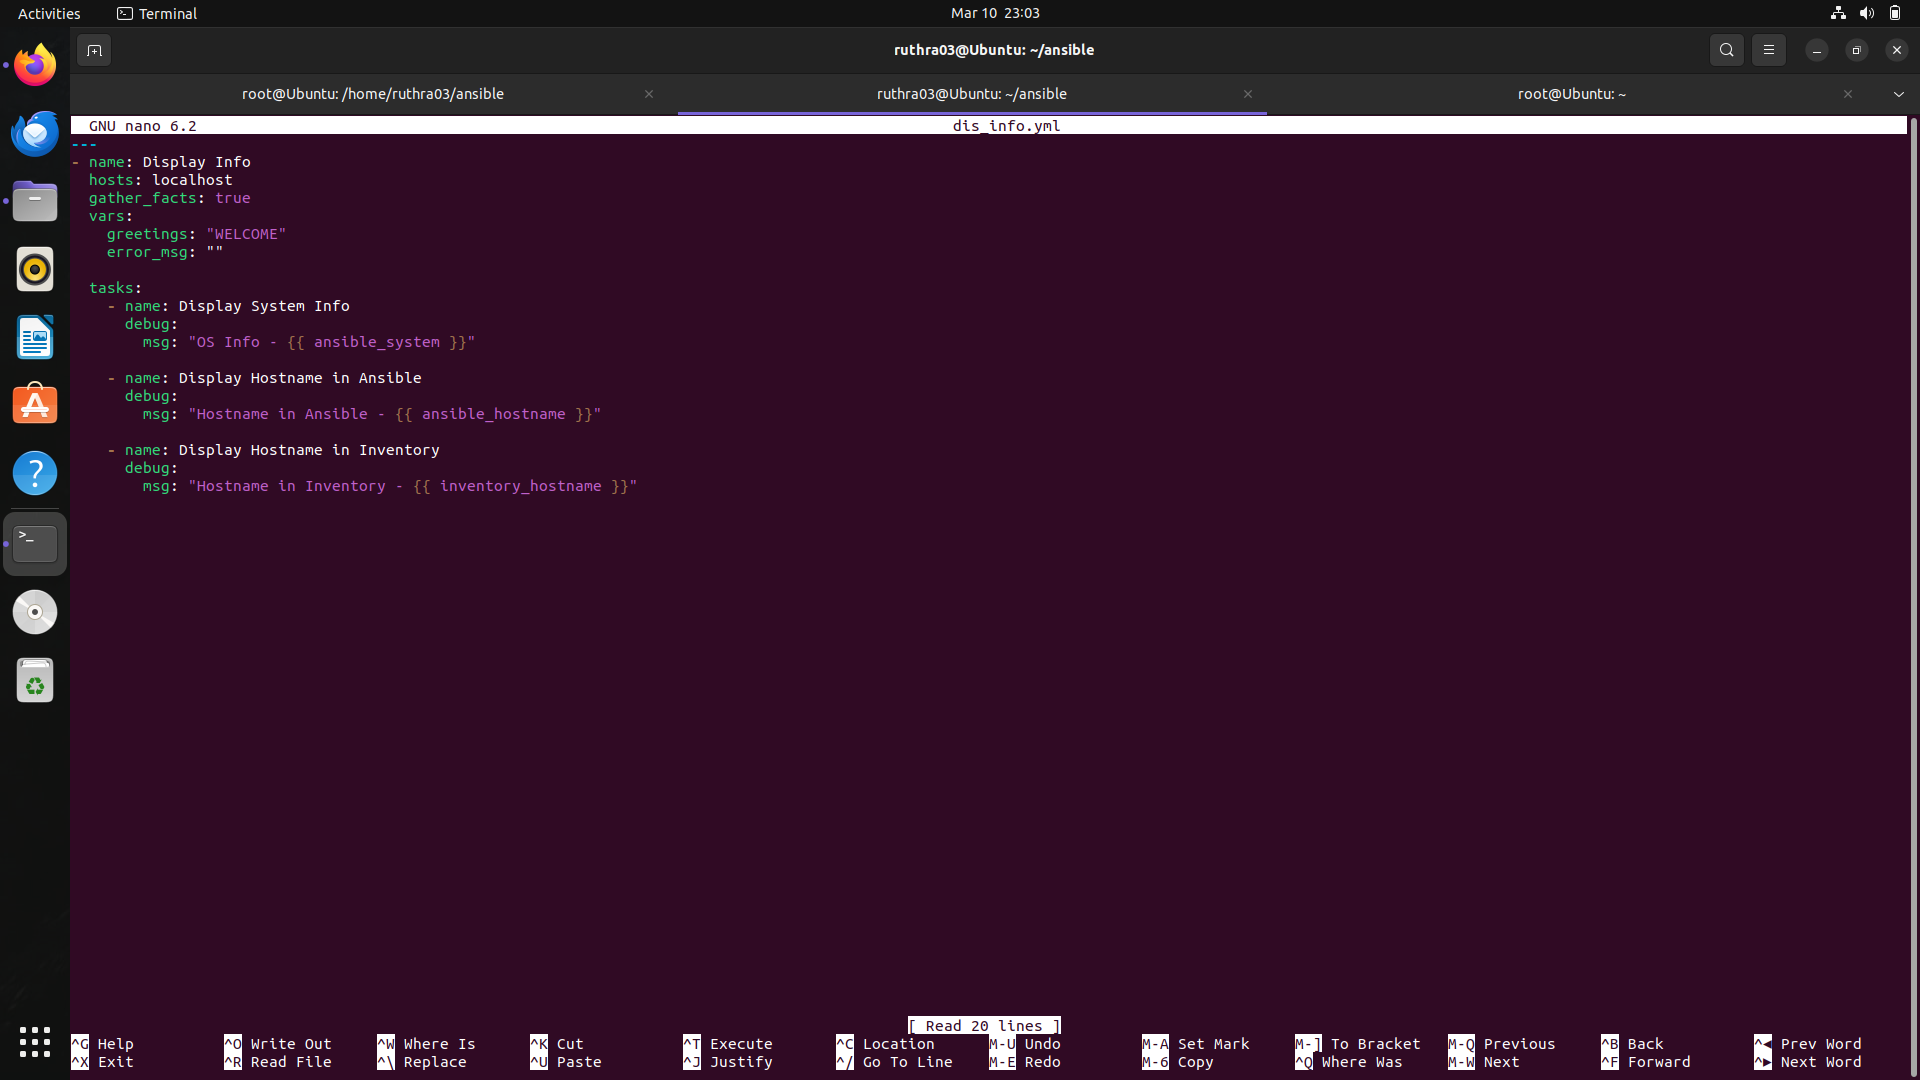 Activities Terminal Mar 10 23:03
ruthra03@Ubuntu: ~/ansible
root@Ubuntu: /home/ruthra03/ansible ruthra03@Ubuntu: ~/ansible root@Ubuntu: ~
GNU nano 6.2 dis_info.yml
---
- name: Display Info
  hosts: localhost
  gather_facts: true
  vars:
    greetings: "WELCOME"
    error_msg: ""
  tasks:
    - name: Display System Info
      debug:
        msg: "OS Info - {{ ansible_system }}"
    - name: Display Hostname in Ansible
      debug:
        msg: "Hostname in Ansible - {{ ansible_hostname }}"
    - name: Display Hostname in Inventory
      debug:
        msg: "Hostname in Inventory - {{ inventory_hostname }}"
[ Read 20 lines ]
^G Help ^O Write Out ^W Where Is ^K Cut ^T Execute ^C Location M-U Undo M-A Set Mark M-] To Bracket M-Q Previous ^B Back ^◂ Prev Word
^X Exit ^R Read File ^\ Replace ^U Paste ^J Justify ^/ Go To Line M-E Redo M-6 Copy ^Q Where Was M-W Next ^F Forward ^▸ Next Word